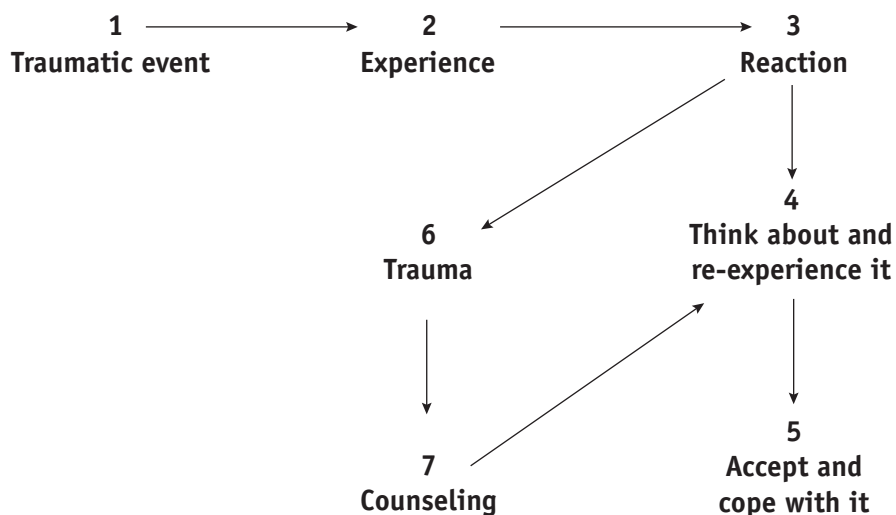 1
Traumatic event
2
Experience
3
Reaction
4
Think about and
re-experience it
5
Accept and
cope with it
6
Trauma
7
Counseling